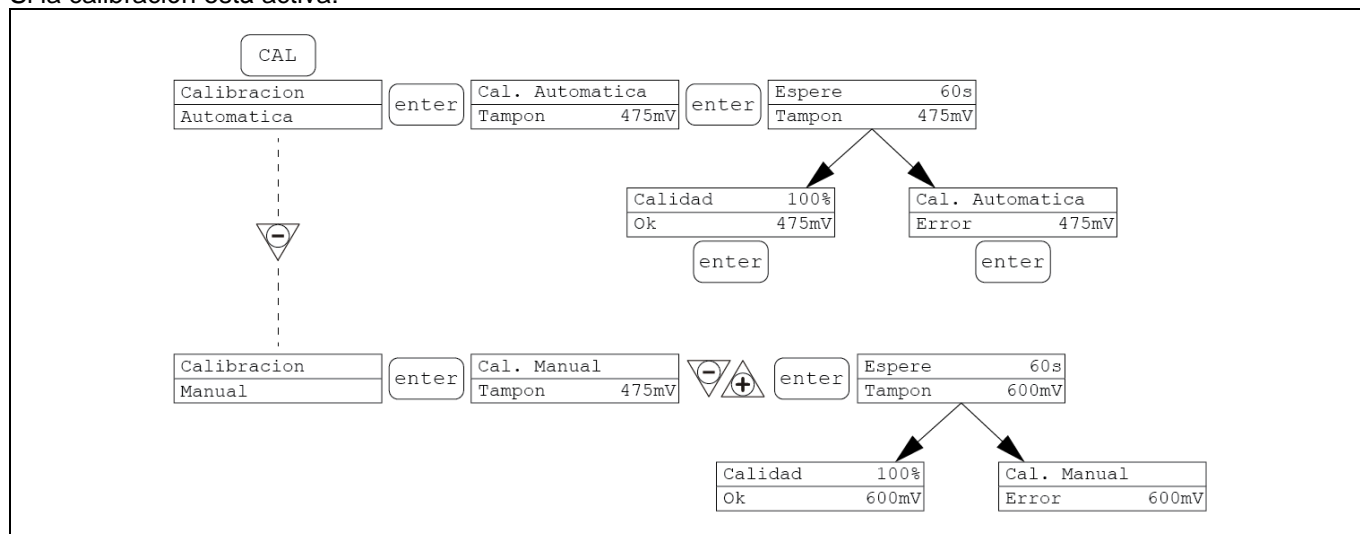 Si la calibración está activa:
CAL
Calibracion
Automatica
enter
Cal. Automatica
Tampon 475mV
enter
Espere 60s
Tampon 475mV
Calidad 100%
Ok 475mV
enter
Cal. Automatica
Error 475mV
enter
Calibracion
Manual
enter
Cal. Manual
Tampon 475mV
enter
Espere 60s
Tampon 600mV
Calidad 100%
Ok 600mV
Cal. Manual
Error 600mV